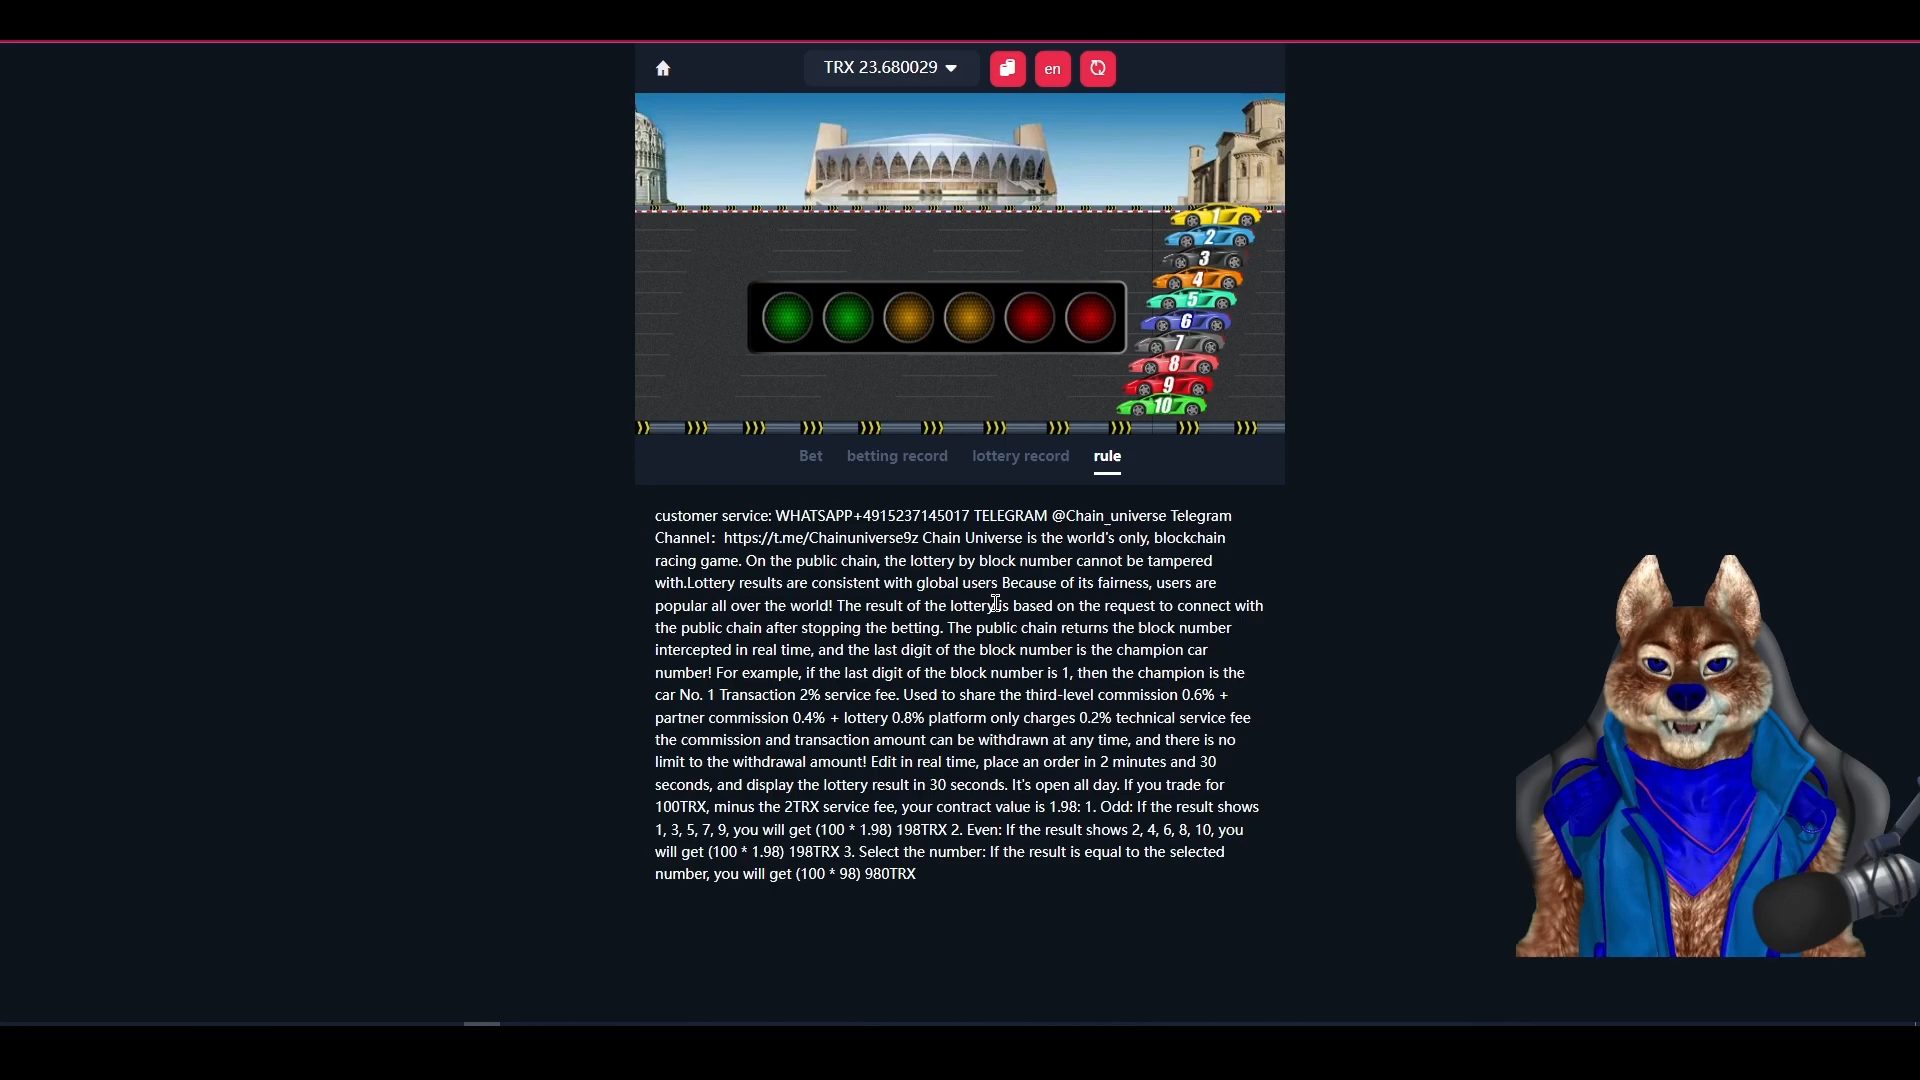 TRX 23.680029
en
1
2
3
4
5
6
7
8
9
10
Bet betting record lottery record rule
customer service: WHATSAPP+4915237145017 TELEGRAM @Chain_universe Telegram
Channel：https://t.me/Chainuniverse9z Chain Universe is the world's only, blockchain
racing game. On the public chain, the lottery by block number cannot be tampered
with.Lottery results are consistent with global users Because of its fairness, users are
popular all over the world! The result of the lottery is based on the request to connect with
the public chain after stopping the betting. The public chain returns the block number
intercepted in real time, and the last digit of the block number is the champion car
number! For example, if the last digit of the block number is 1, then the champion is the
car No. 1 Transaction 2% service fee. Used to share the third-level commission 0.6% +
partner commission 0.4% + lottery 0.8% platform only charges 0.2% technical service fee
the commission and transaction amount can be withdrawn at any time, and there is no
limit to the withdrawal amount! Edit in real time, place an order in 2 minutes and 30
seconds, and display the lottery result in 30 seconds. It's open all day. If you trade for
100TRX, minus the 2TRX service fee, your contract value is 1.98: 1. Odd: If the result shows
1, 3, 5, 7, 9, you will get (100 * 1.98) 198TRX 2. Even: If the result shows 2, 4, 6, 8, 10, you
will get (100 * 1.98) 198TRX 3. Select the number: If the result is equal to the selected
number, you will get (100 * 98) 980TRX